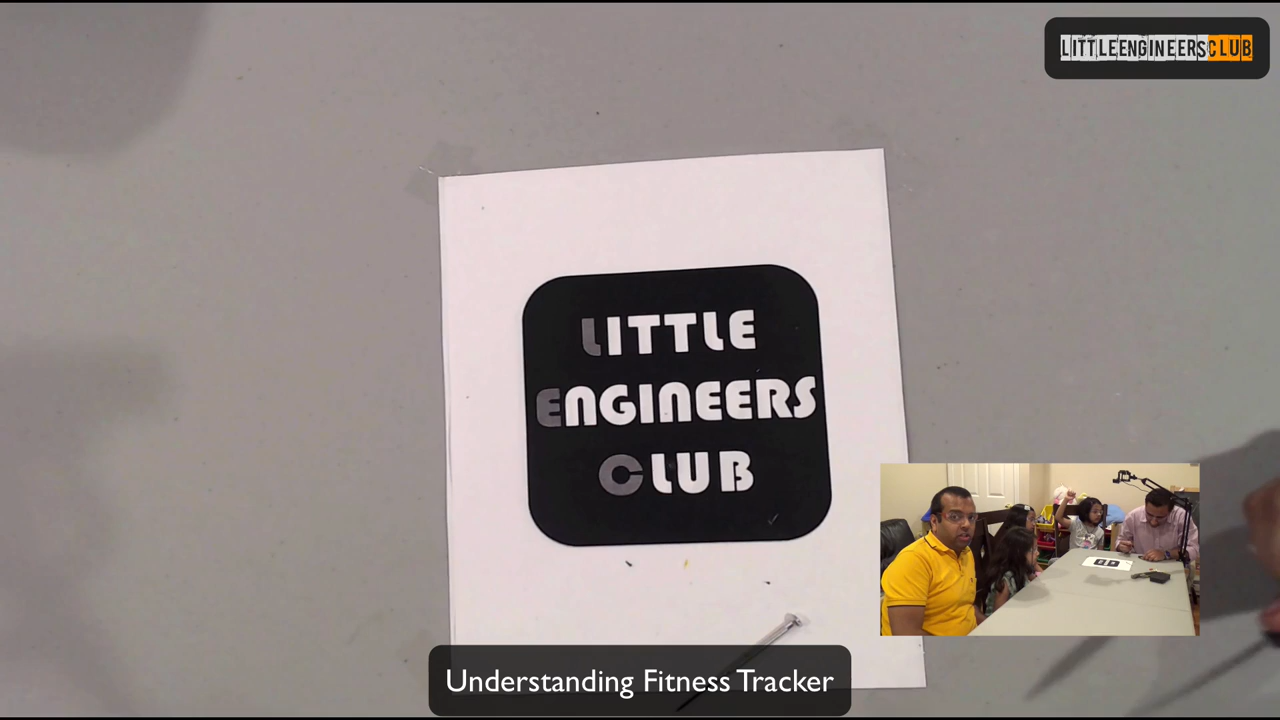 LITTLEENGINEERSCLUB
LITTLE
ENGINEERS
CLUB
Understanding Fitness Tracker